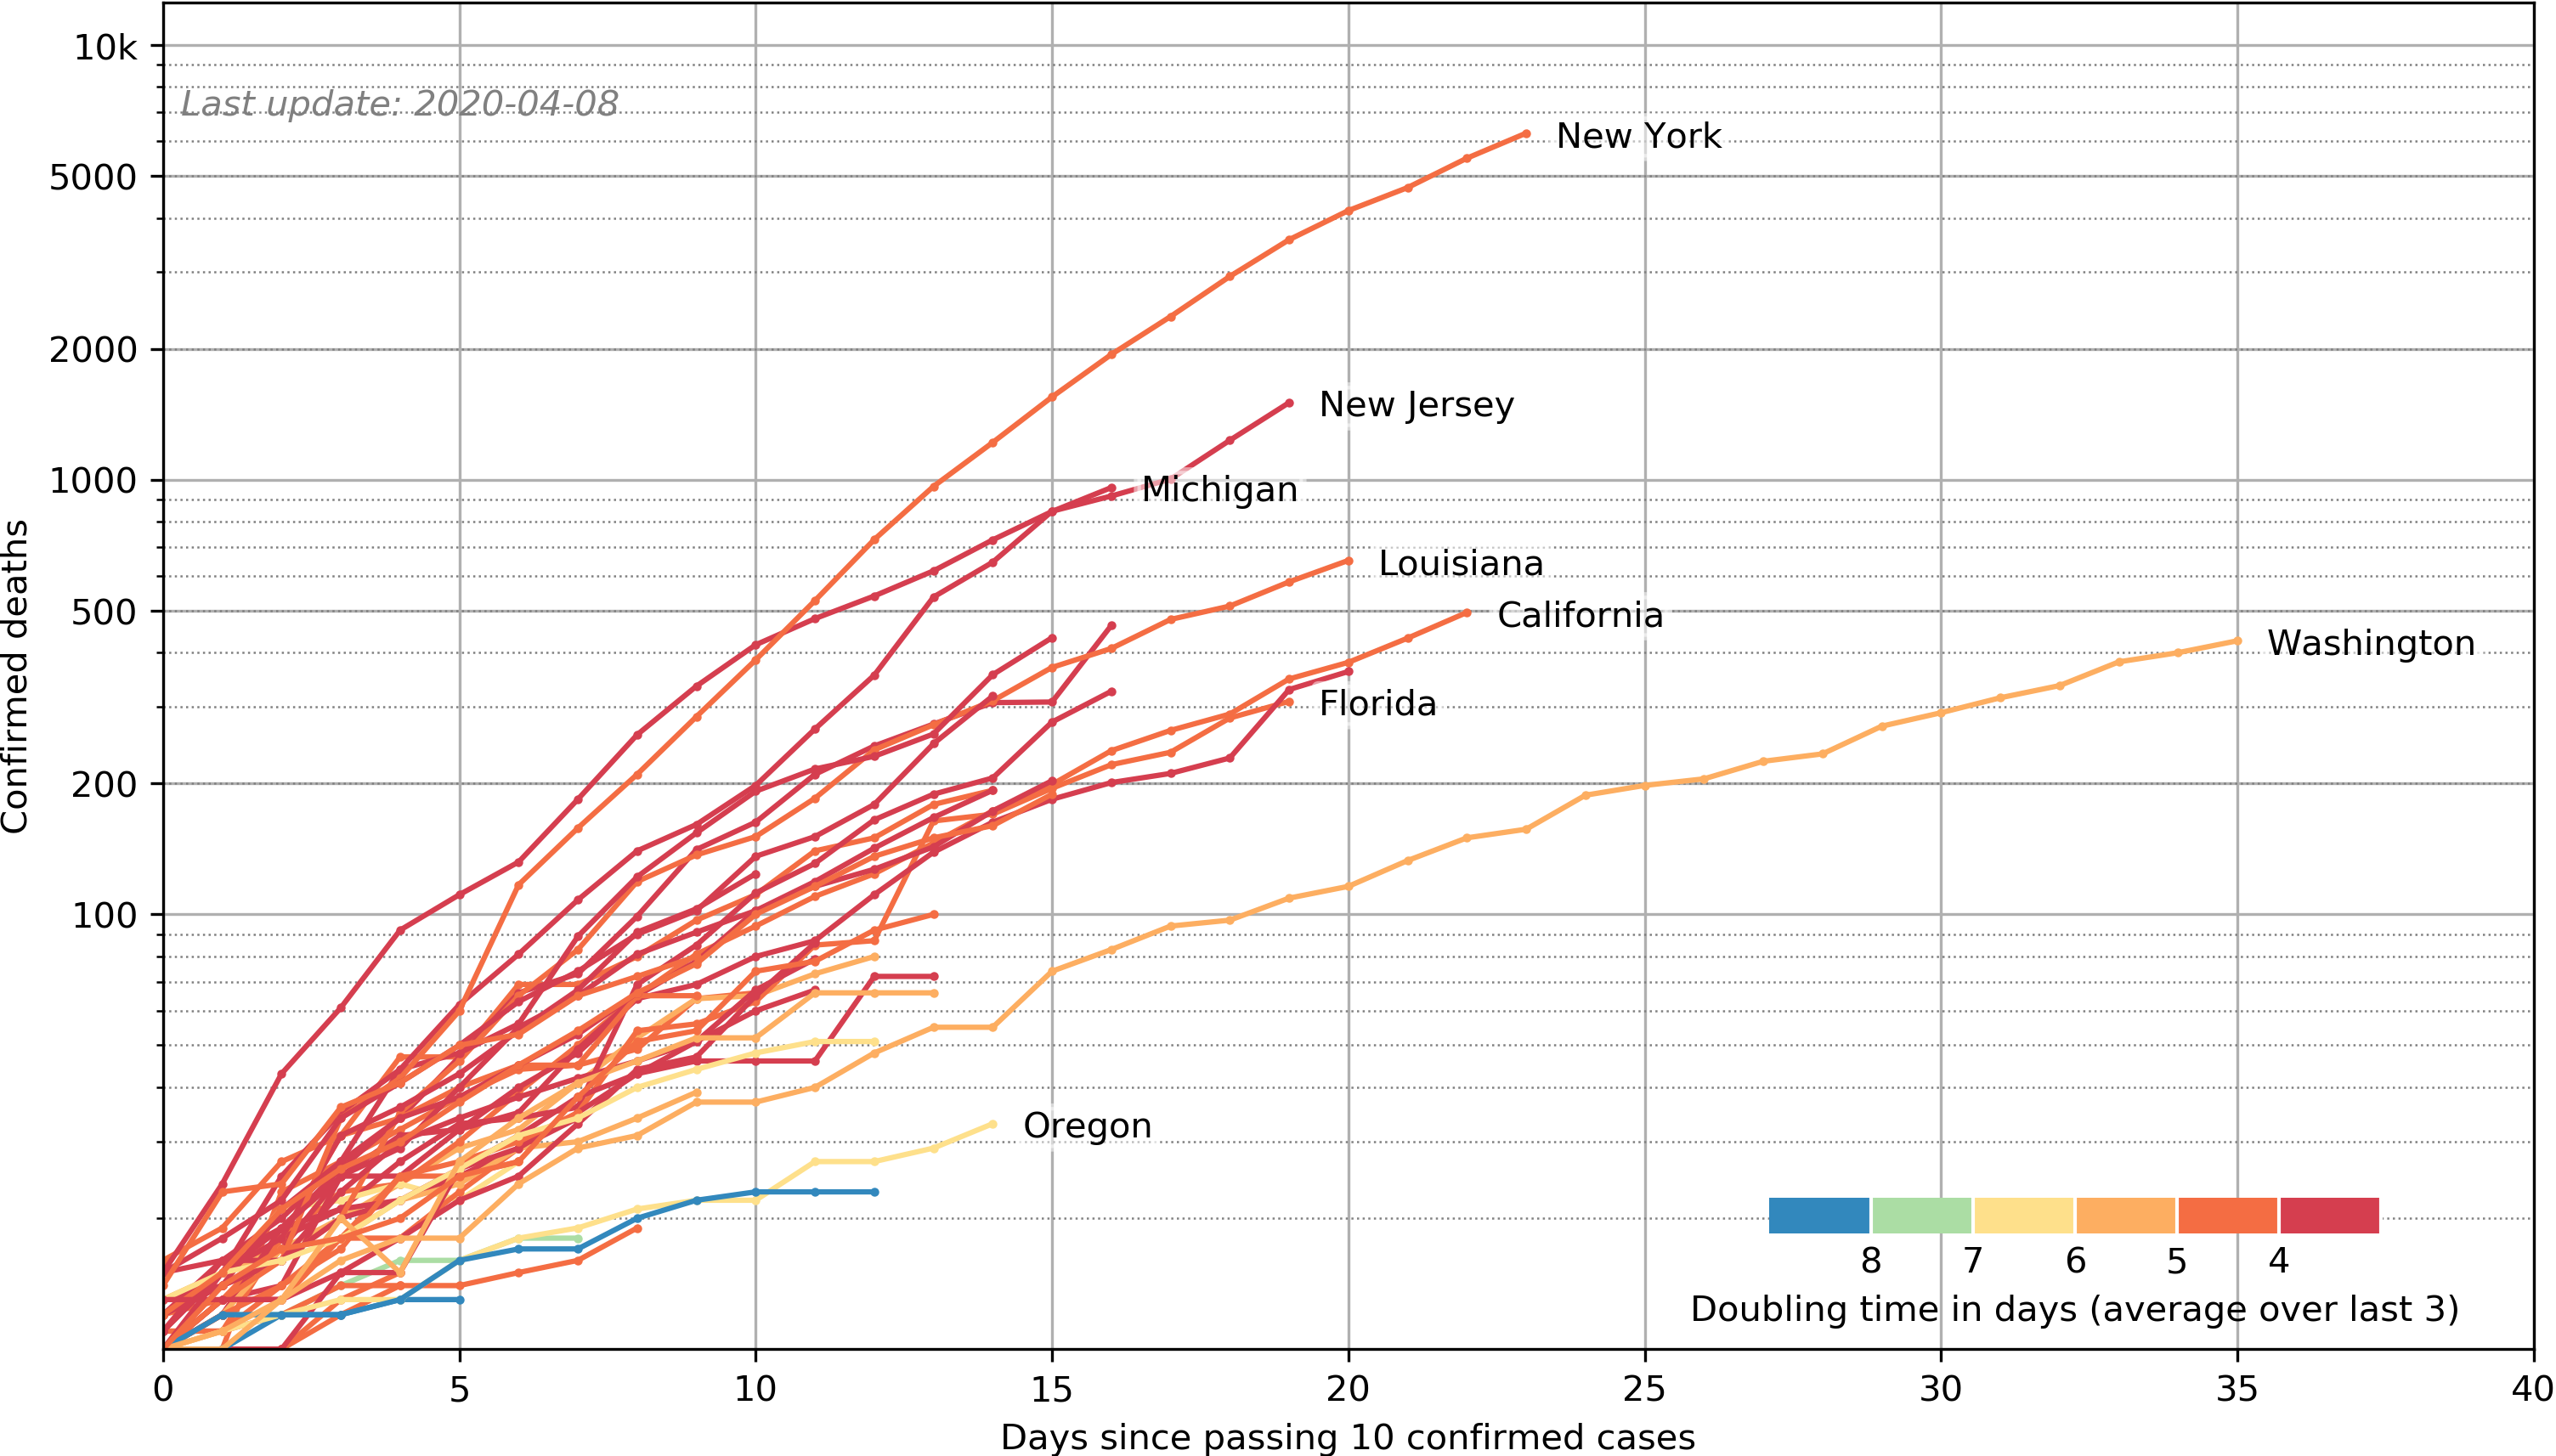 10k
Last update: 2020-04-08
New York
5000
2000
New Jersey
1000
Michigan
Louisiana
500
California
Washington
Florida
200
100
Oregon
Confirmed deaths
8 7 6 5 4
Doubling time in days (average over last 3)
0 5 10 15 20 25 30 35 40
Days since passing 10 confirmed cases